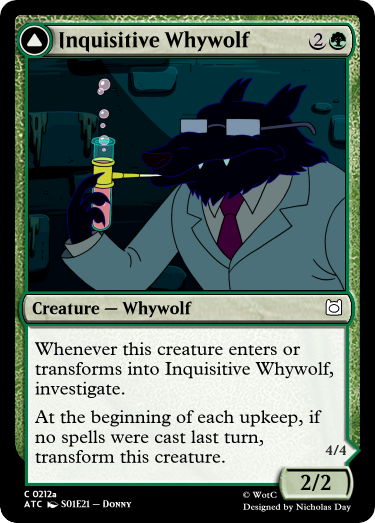 Inquisitive Whywolf 2
Creature — Whywolf
Whenever this creature enters or
transforms into Inquisitive Whywolf,
investigate.
At the beginning of each upkeep, if
no spells were cast last turn,
transform this creature.
4/4
2/2
C 0212a
ATC S01E21 – Donny
© WotC
Designed by Nicholas Day